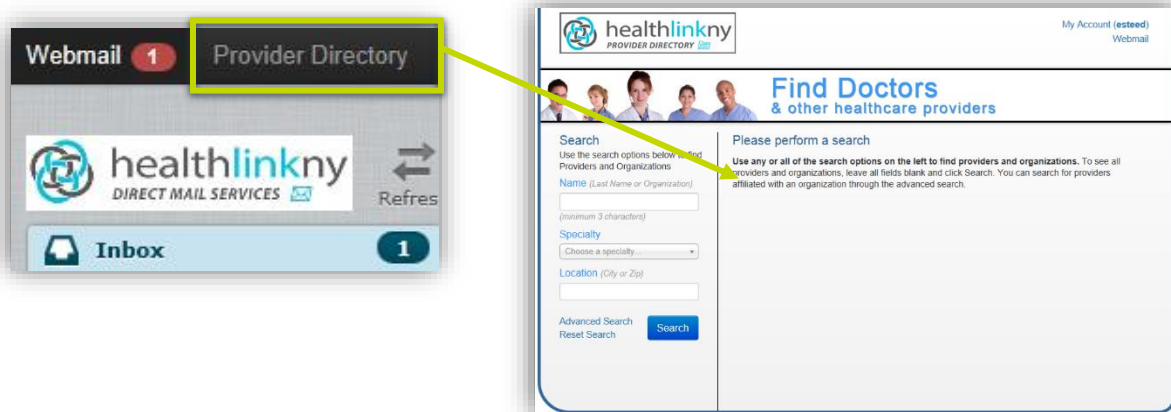 Webmail 1 Provider Directory
healthlinkny
DIRECT MAIL SERVICES
Refres
Inbox 1
healthlinkny
PROVIDER DIRECTORY
My Account (esteed)
Webmail
Find Doctors
& other healthcare providers
Search
Use the search options below to find
Providers and Organizations
Name (Last Name or Organization)
(minimum 3 characters)
Specialty
Choose a specialty...
Location (City or Zip)
Advanced Search
Reset Search
Search
Please perform a search
Use any or all of the search options on the left to find providers and organizations. To see all
providers and organizations, leave all fields blank and click Search. You can search for providers
affiliated with an organization through the advanced search.